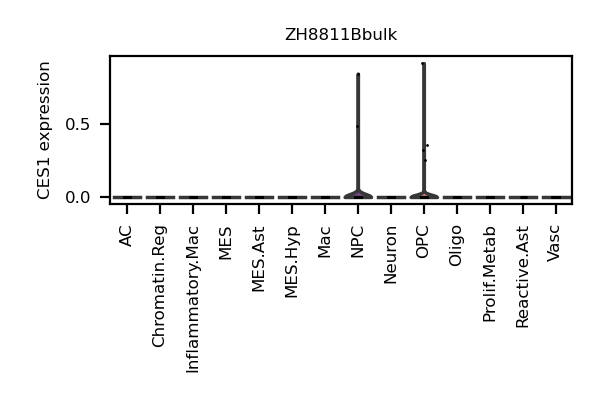 ZH8811Bbulk
CES1 expression
0.5
0.0
AC
Chromatin.Reg
Inflammatory.Mac
MES
MES.Ast
MES.Hyp
Mac
NPC
Neuron
OPC
Oligo
Prolif.Metab
Reactive.Ast
Vasc